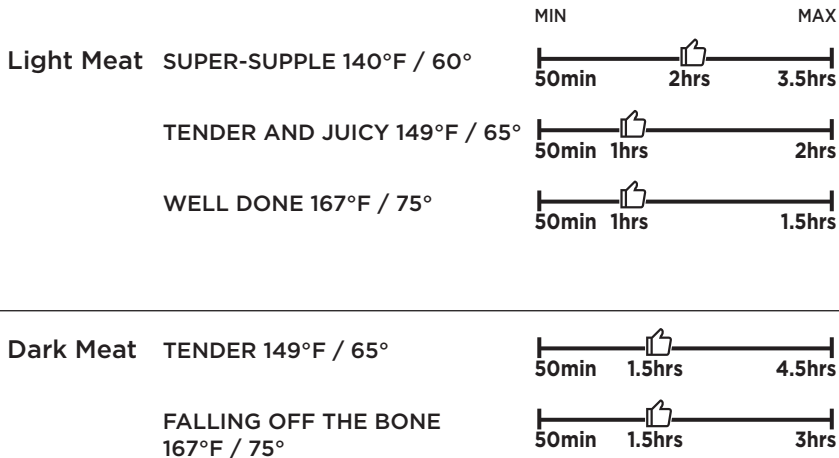 MIN MAX
Light Meat SUPER-SUPPLE 140°F / 60°
50min 2hrs 3.5hrs
TENDER AND JUICY 149°F / 65°
50min 1hrs 2hrs
WELL DONE 167°F / 75°
50min 1hrs 1.5hrs
Dark Meat TENDER 149°F / 65°
50min 1.5hrs 4.5hrs
FALLING OFF THE BONE
167°F / 75°
50min 1.5hrs 3hrs